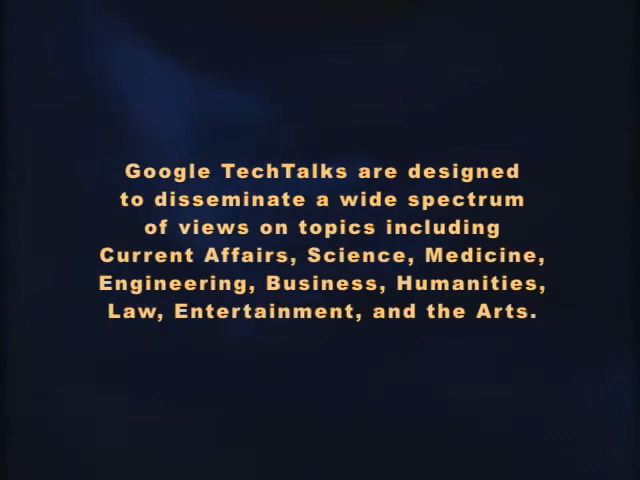 Google TechTalks are designed
to disseminate a wide spectrum
of views on topics including
Current Affairs, Science, Medicine,
Engineering, Business, Humanities,
Law, Entertainment, and the Arts.